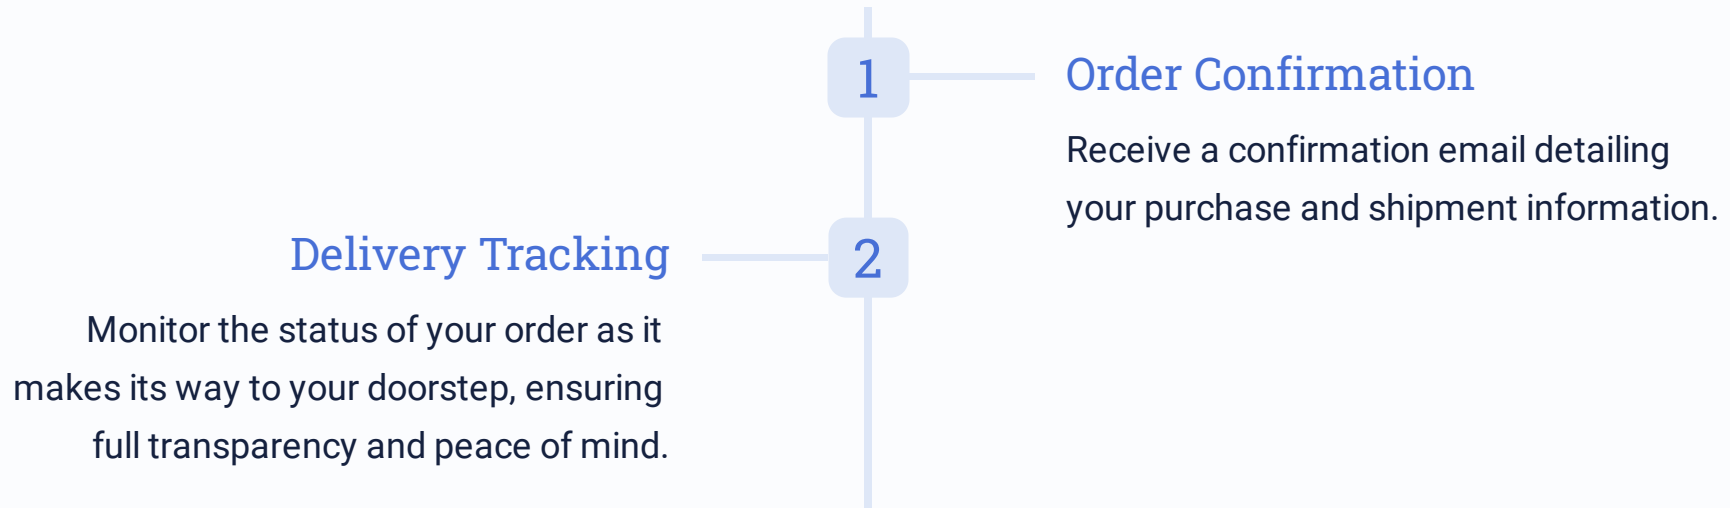 1
Order Confirmation
Receive a confirmation email detailing
your purchase and shipment information.
2
Delivery Tracking
Monitor the status of your order as it
makes its way to your doorstep, ensuring
full transparency and peace of mind.